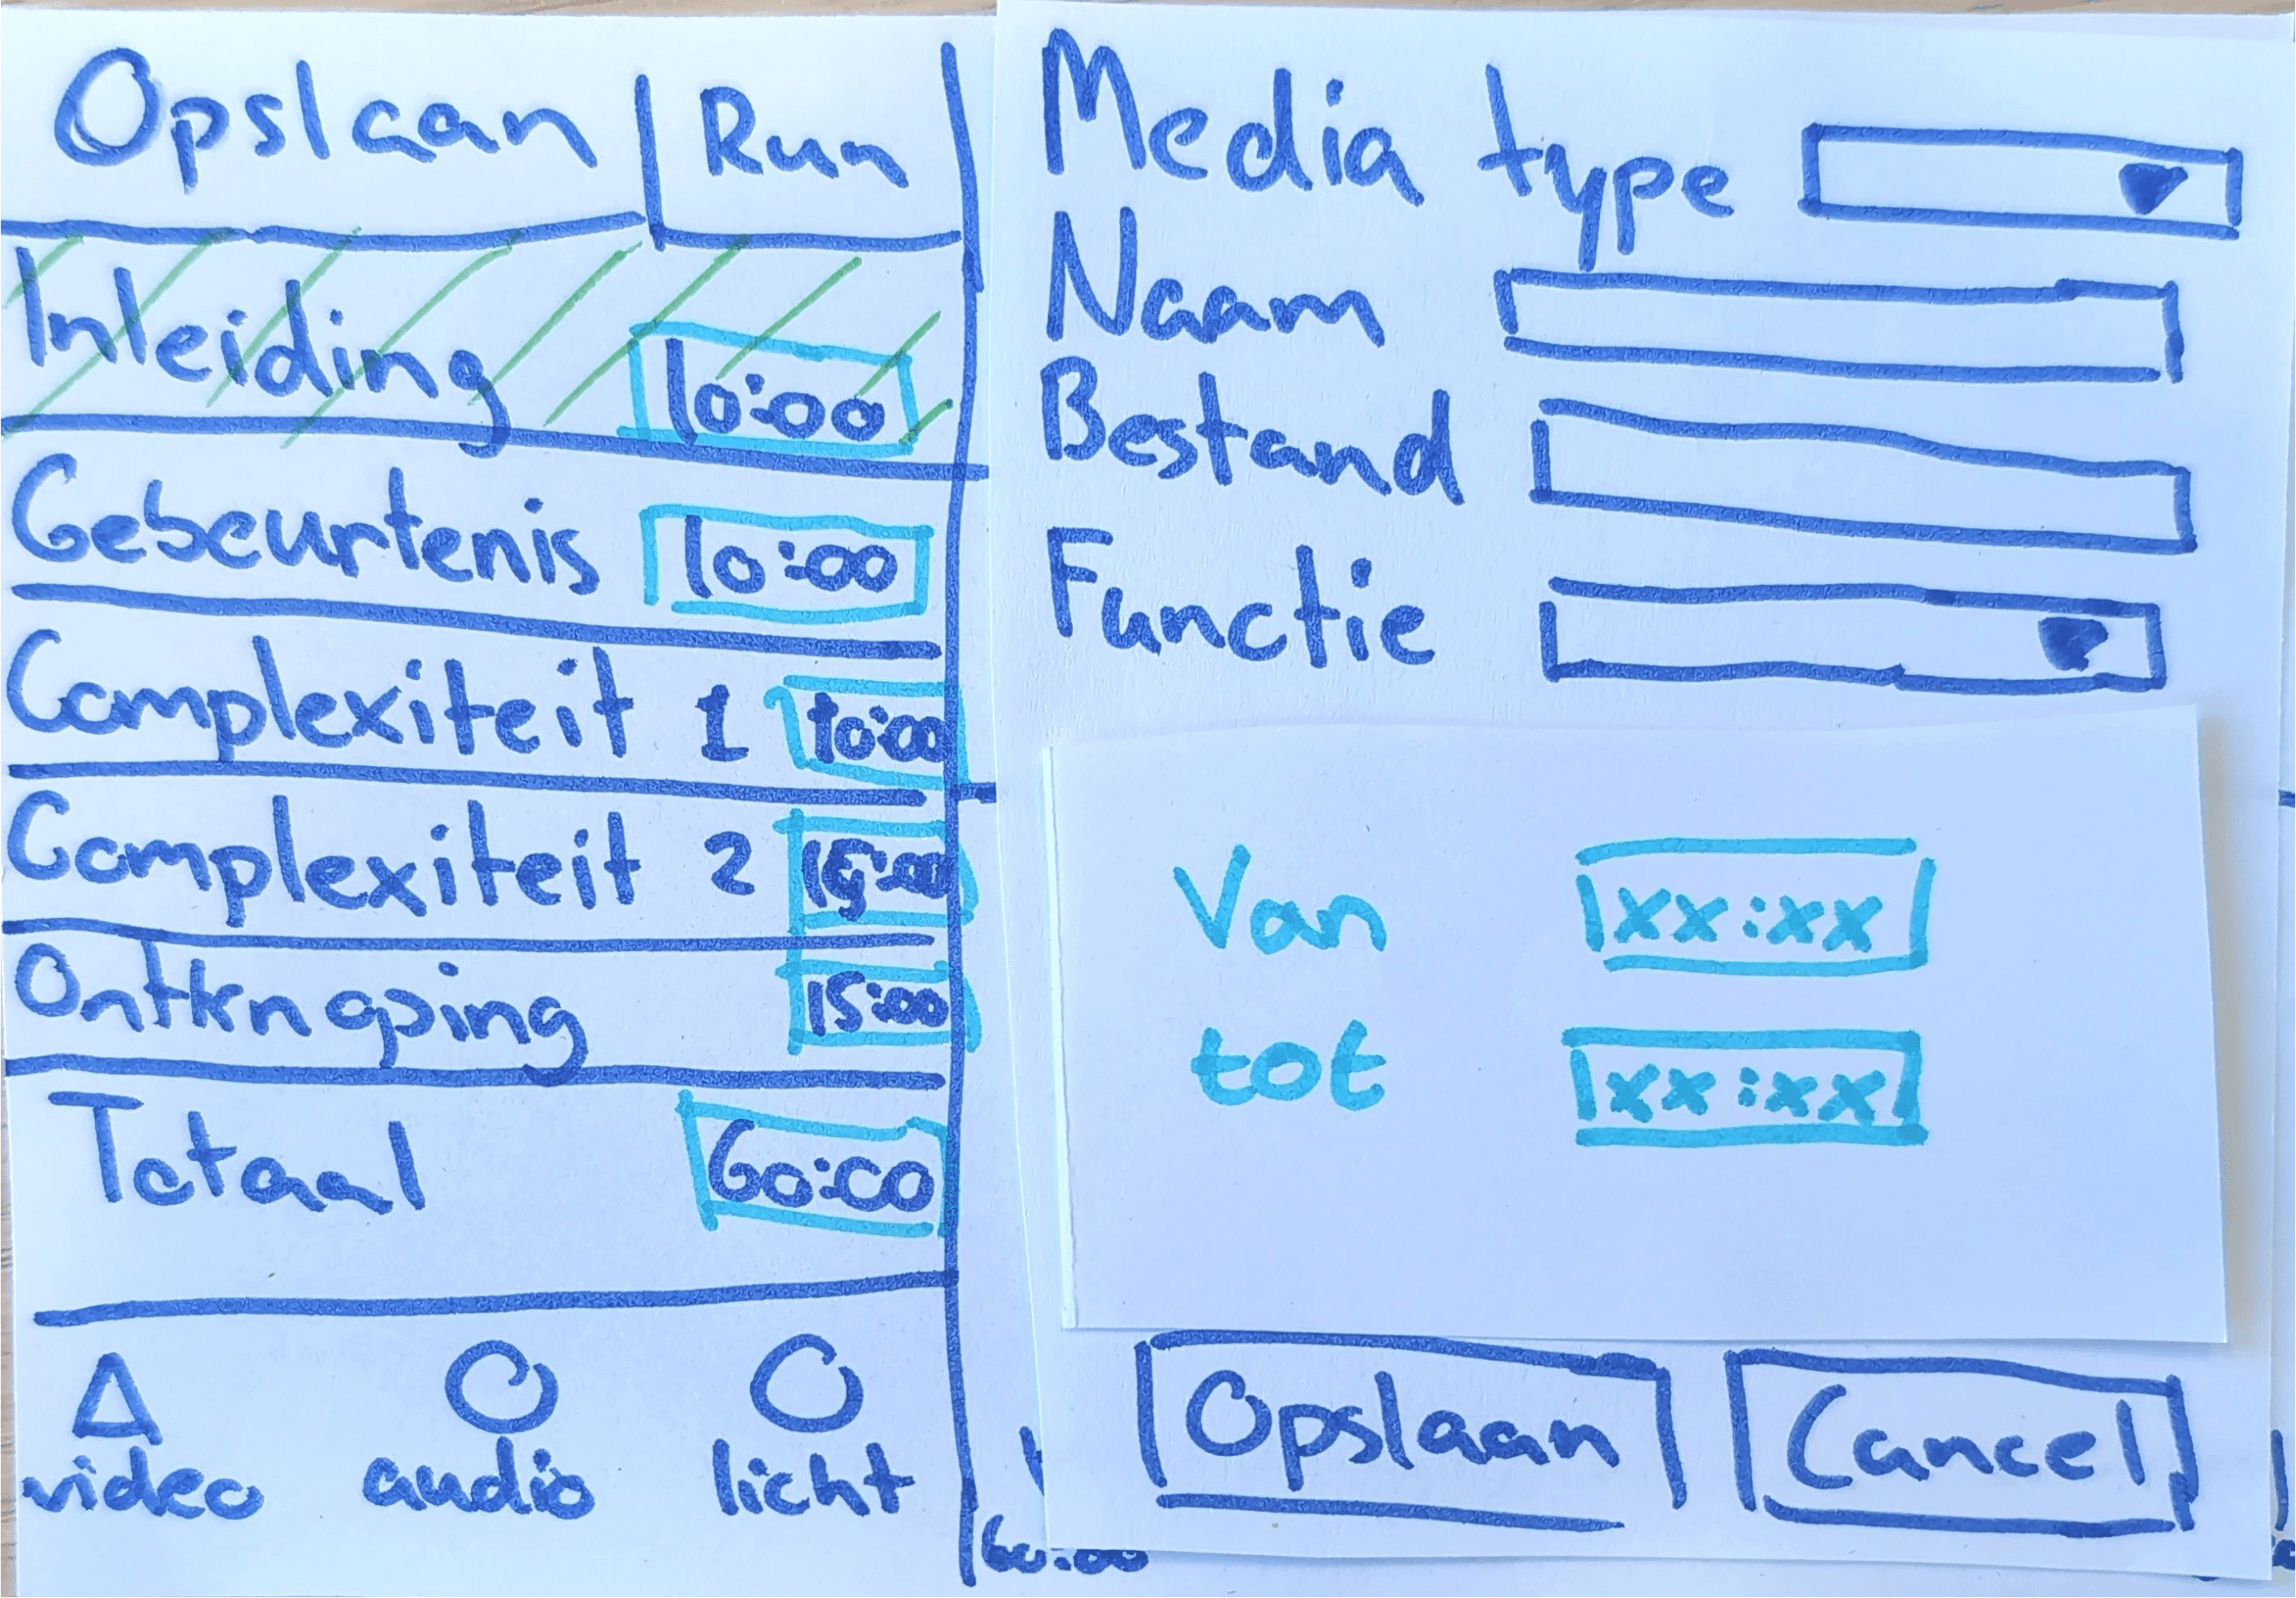 Opslaan Run
Inleiding 10:00
Gebeurtenis 10:00
Complexiteit 1 10:00
Complexiteit 2 15:00
Ontknoping 15:00
Totaal 60:00
video audio licht
60:00
Media type
Naam
Bestand
Functie
Van xx:xx
tot xx:xx
Opslaan Cancel